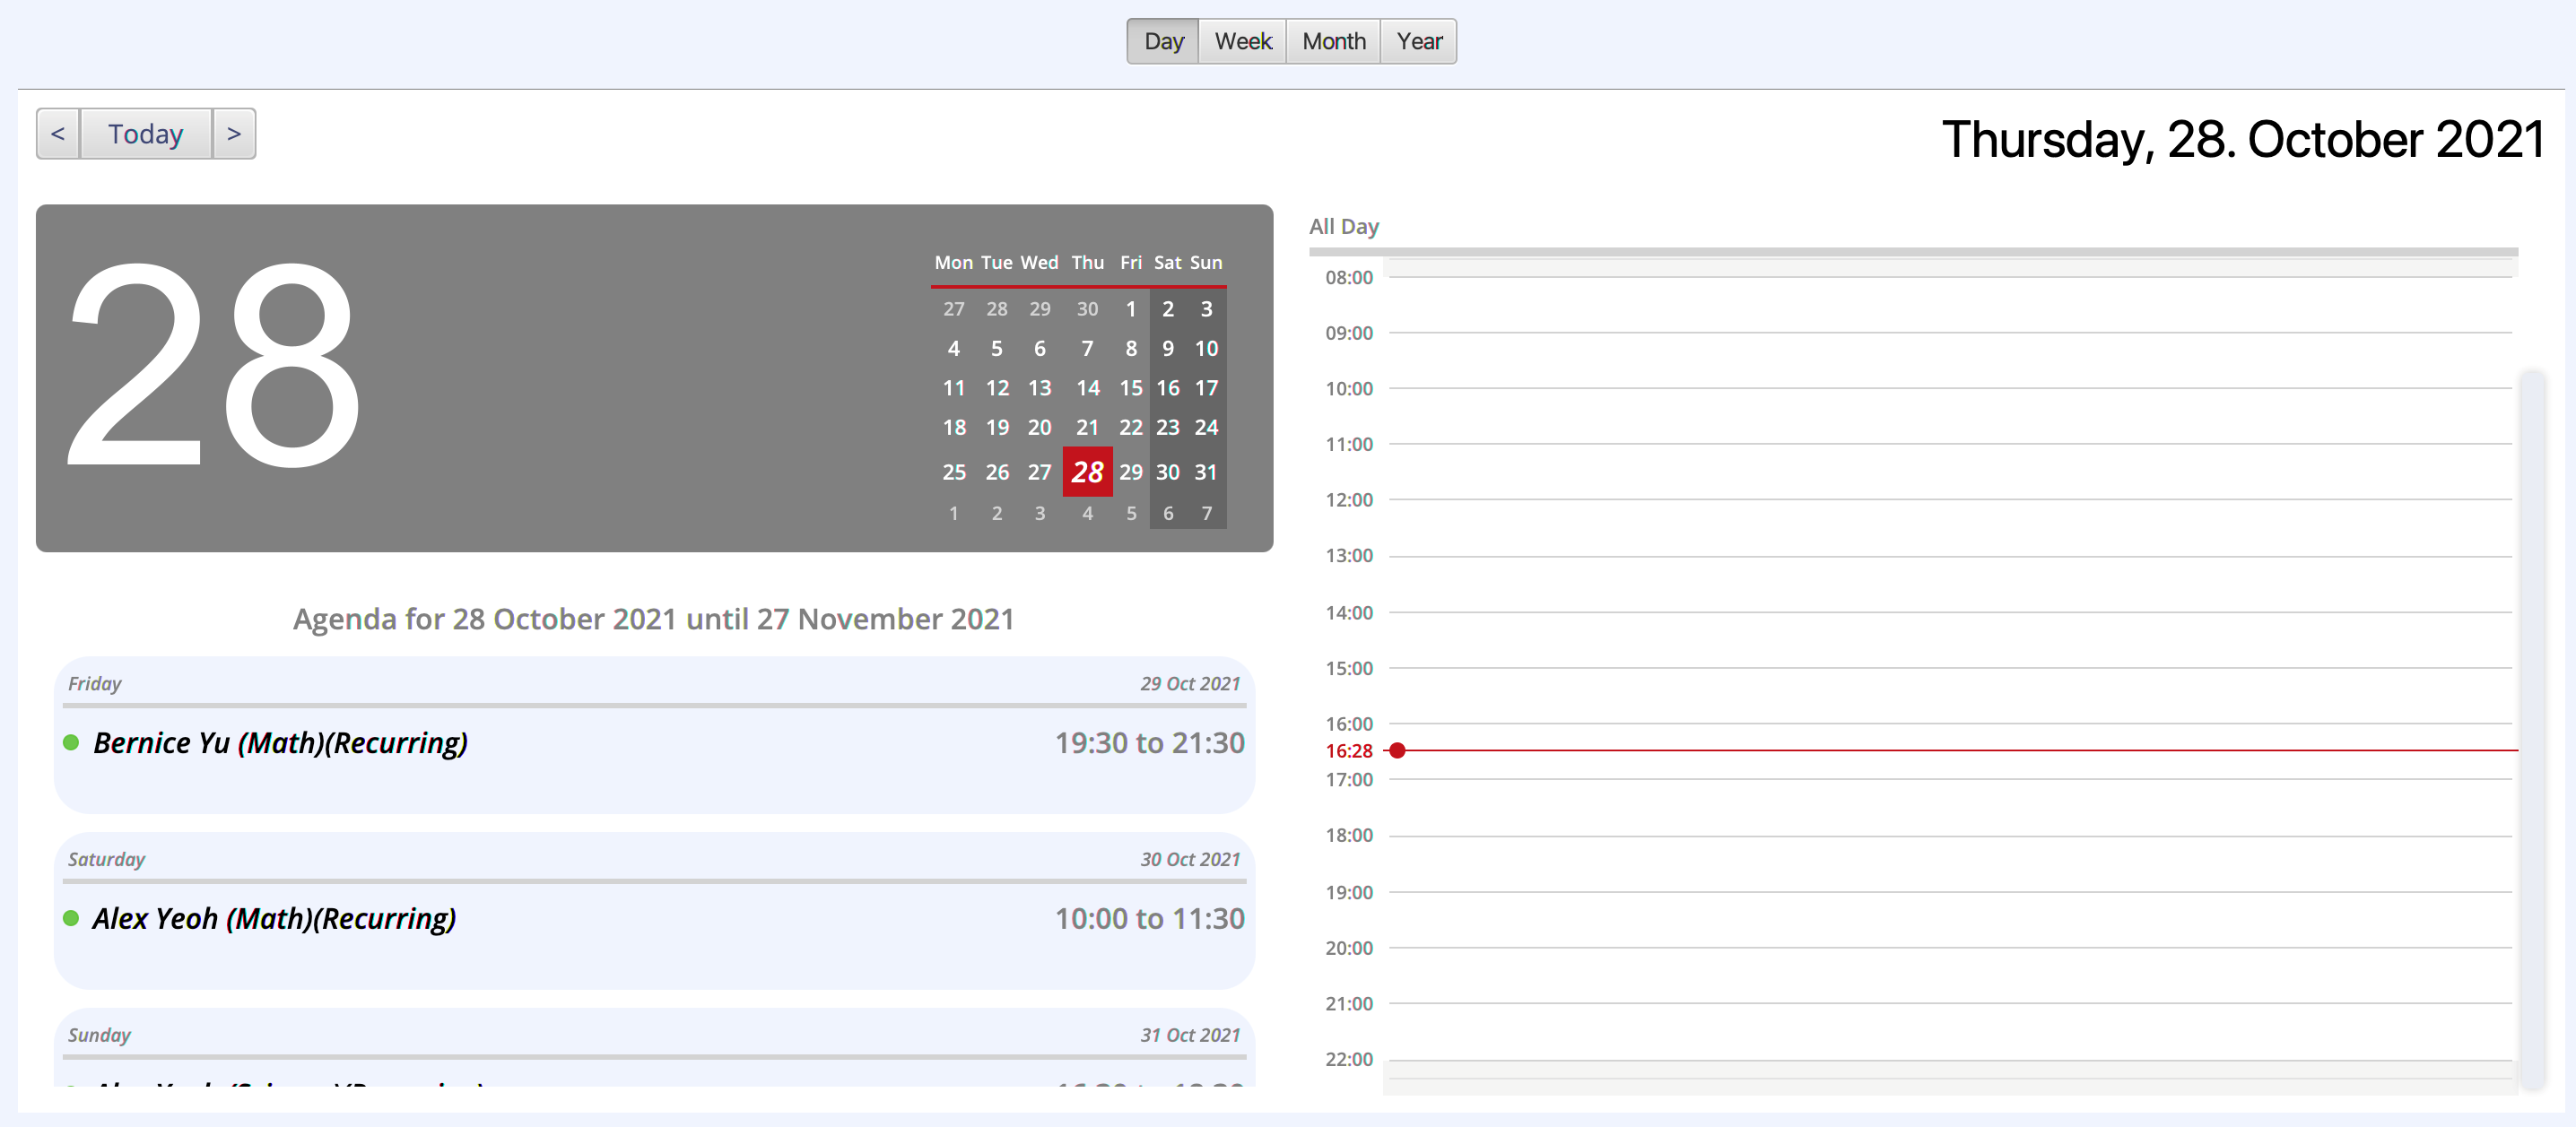 Day Week Month Year
< Today >
Thursday, 28. October 2021
28
Mon Tue Wed Thu Fri Sat Sun
27 28 29 30 1 2 3
4 5 6 7 8 9 10
11 12 13 14 15 16 17
18 19 20 21 22 23 24
25 26 27 28 29 30 31
1 2 3 4 5 6 7
Agenda for 28 October 2021 until 27 November 2021
Friday 29 Oct 2021
Bernice Yu (Math)(Recurring) 19:30 to 21:30
Saturday 30 Oct 2021
Alex Yeoh (Math)(Recurring) 10:00 to 11:30
Sunday 31 Oct 2021
All Day
08:00
09:00
10:00
11:00
12:00
13:00
14:00
15:00
16:00
16:28
17:00
18:00
19:00
20:00
21:00
22:00